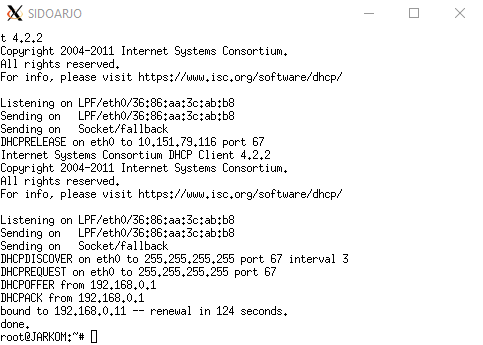 SIDOARJO
t 4.2.2
Copyright 2004-2011 Internet Systems Consortium.
All rights reserved.
For info, please visit https://www.isc.org/software/dhcp/

Listening on LPF/eth0/36:86:aa:3c:ab:b8
Sending on   LPF/eth0/36:86:aa:3c:ab:b8
Sending on   Socket/fallback
DHCPRELEASE on eth0 to 10.151.79.116 port 67
Internet Systems Consortium DHCP Client 4.2.2
Copyright 2004-2011 Internet Systems Consortium.
All rights reserved.
For info, please visit https://www.isc.org/software/dhcp/

Listening on LPF/eth0/36:86:aa:3c:ab:b8
Sending on   LPF/eth0/36:86:aa:3c:ab:b8
Sending on   Socket/fallback
DHCPDISCOVER on eth0 to 255.255.255.255 port 67 interval 3
DHCPREQUEST on eth0 to 255.255.255.255 port 67
DHCPOFFER from 192.168.0.1
DHCPACK from 192.168.0.1
bound to 192.168.0.11 -- renewal in 124 seconds.
done.
root@JARKOM:~#